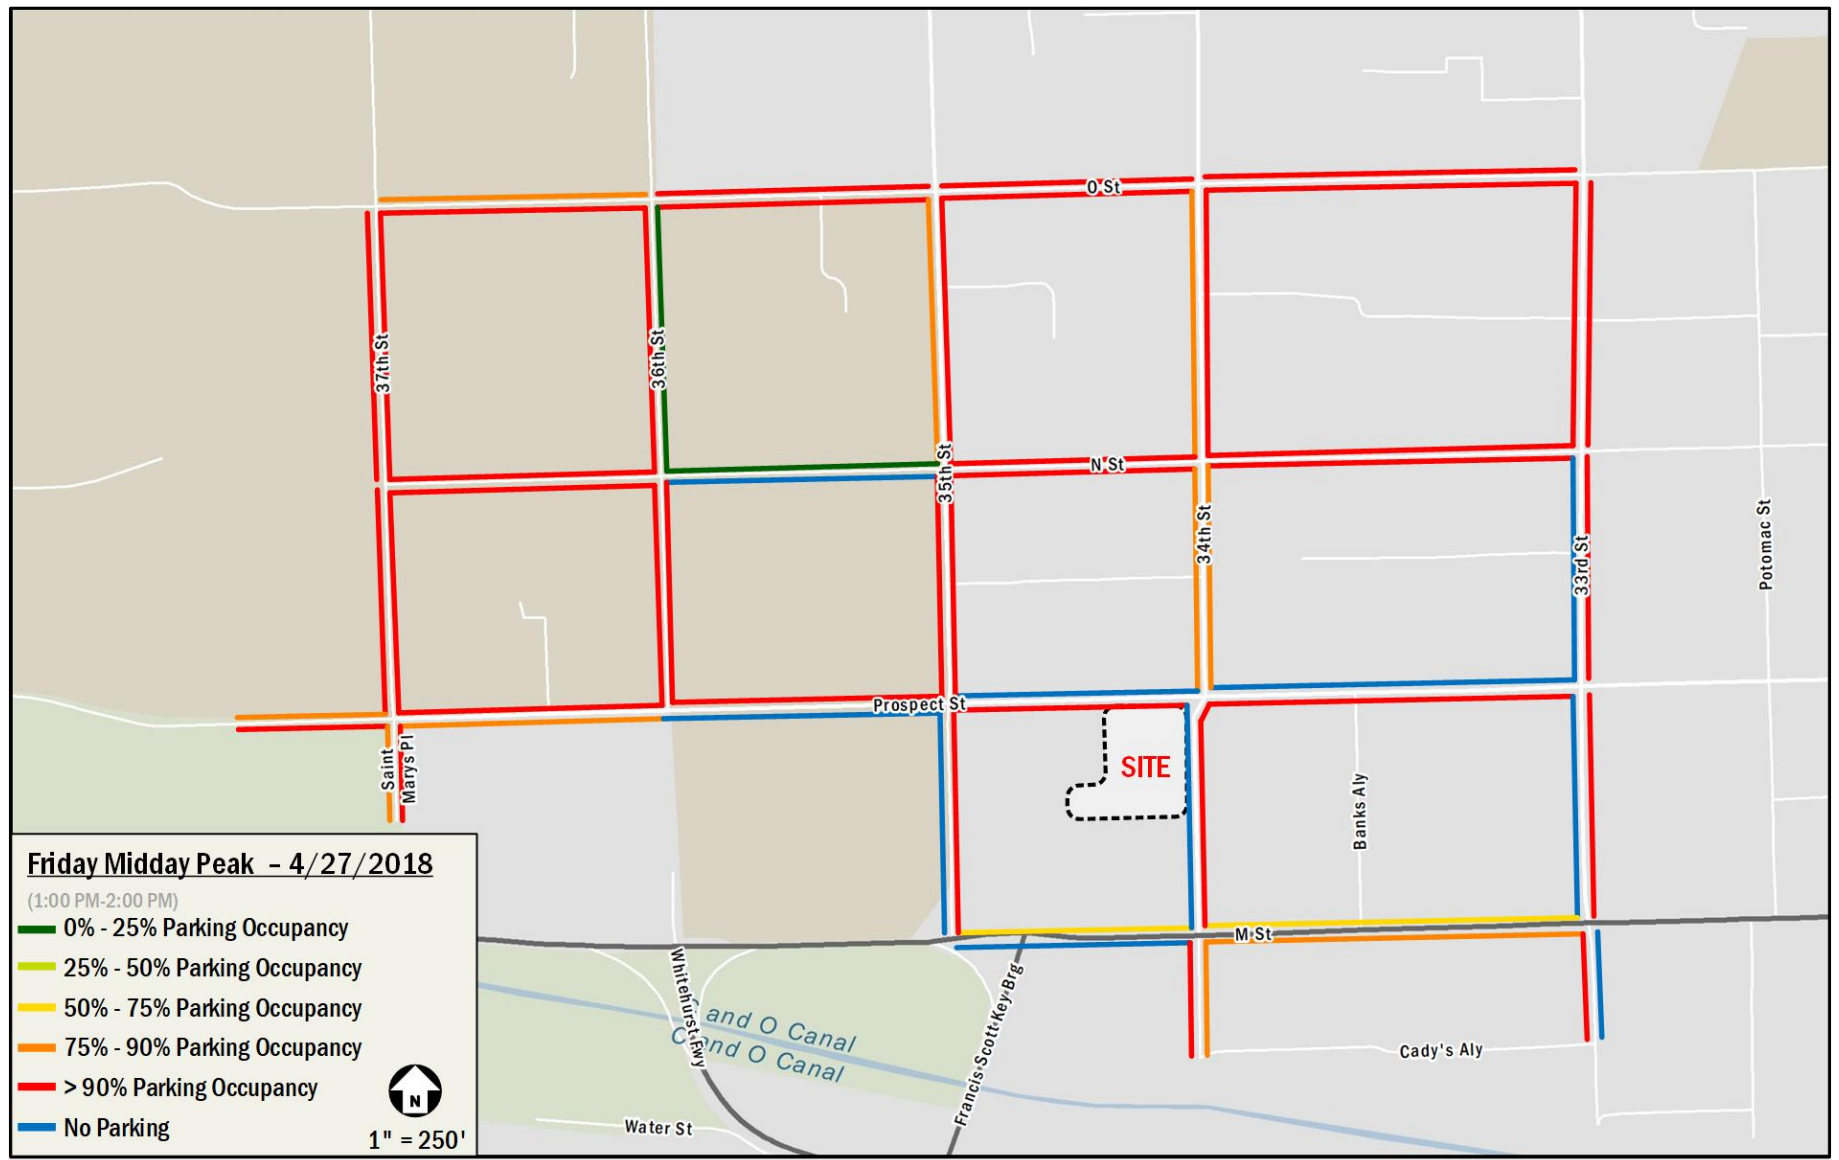 O St
37th St
36th St
35th St
N St
34th St
33rd St
Potomac St
Prospect St
Saint
Marys Pl
SITE
Banks Aly
M St
Whitehurst Fwy
C and O Canal
C and O Canal
Francis Scott Key Brg
Cady's Aly
Water St
Friday Midday Peak – 4/27/2018
(1:00 PM-2:00 PM)
0% - 25% Parking Occupancy
25% - 50% Parking Occupancy
50% - 75% Parking Occupancy
75% - 90% Parking Occupancy
> 90% Parking Occupancy
No Parking
N
1" = 250'